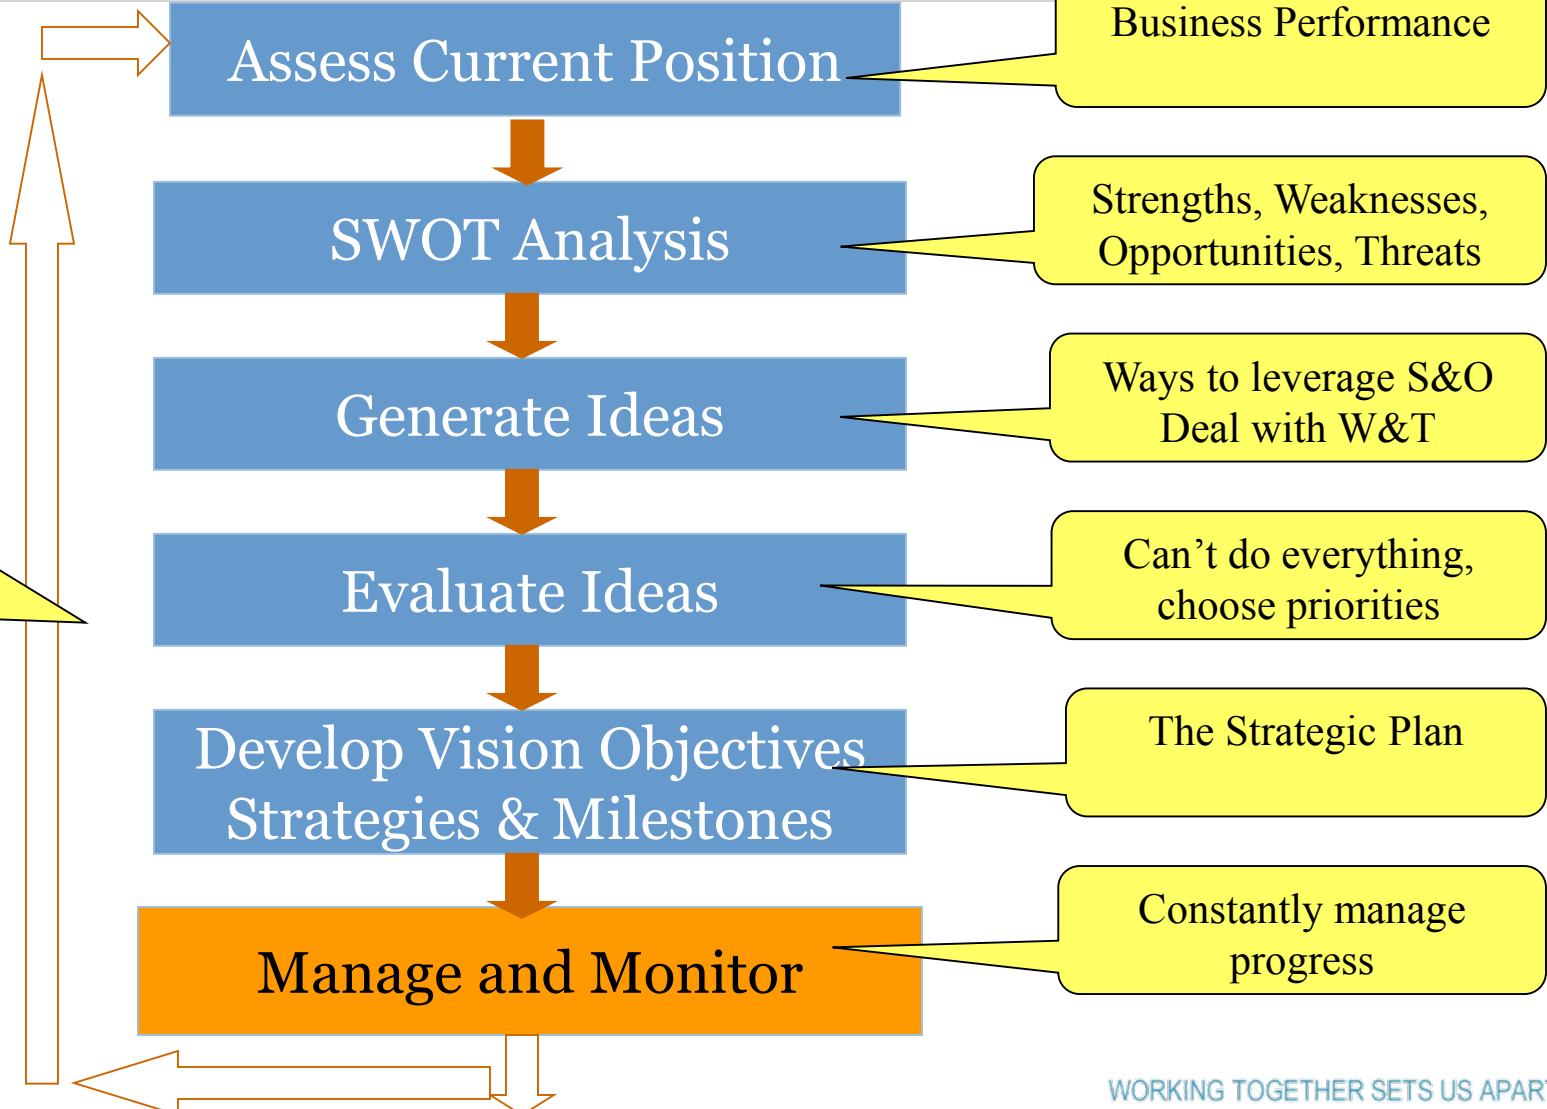 Business Performance
Assess Current Position
Strengths, Weaknesses,
Opportunities, Threats
SWOT Analysis
Ways to leverage S&O
Deal with W&T
Generate Ideas
Can’t do everything,
choose priorities
Evaluate Ideas
The Strategic Plan
Develop Vision Objectives
Strategies & Milestones
Constantly manage
progress
Manage and Monitor
WORKING TOGETHER SETS US